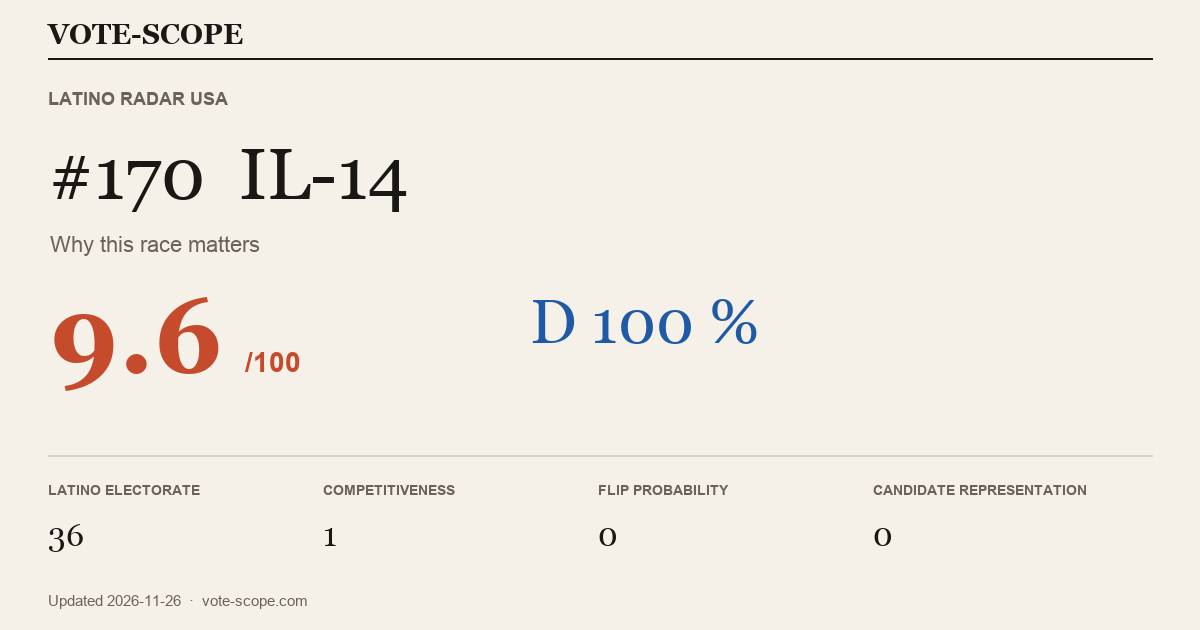 VOTE-SCOPE
LATINO RADAR USA
#170 IL-14
Why this race matters
9.6 /100
D 100 %
LATINO ELECTORATE
36
COMPETITIVENESS
1
FLIP PROBABILITY
0
CANDIDATE REPRESENTATION
0
Updated 2026-11-26 · vote-scope.com